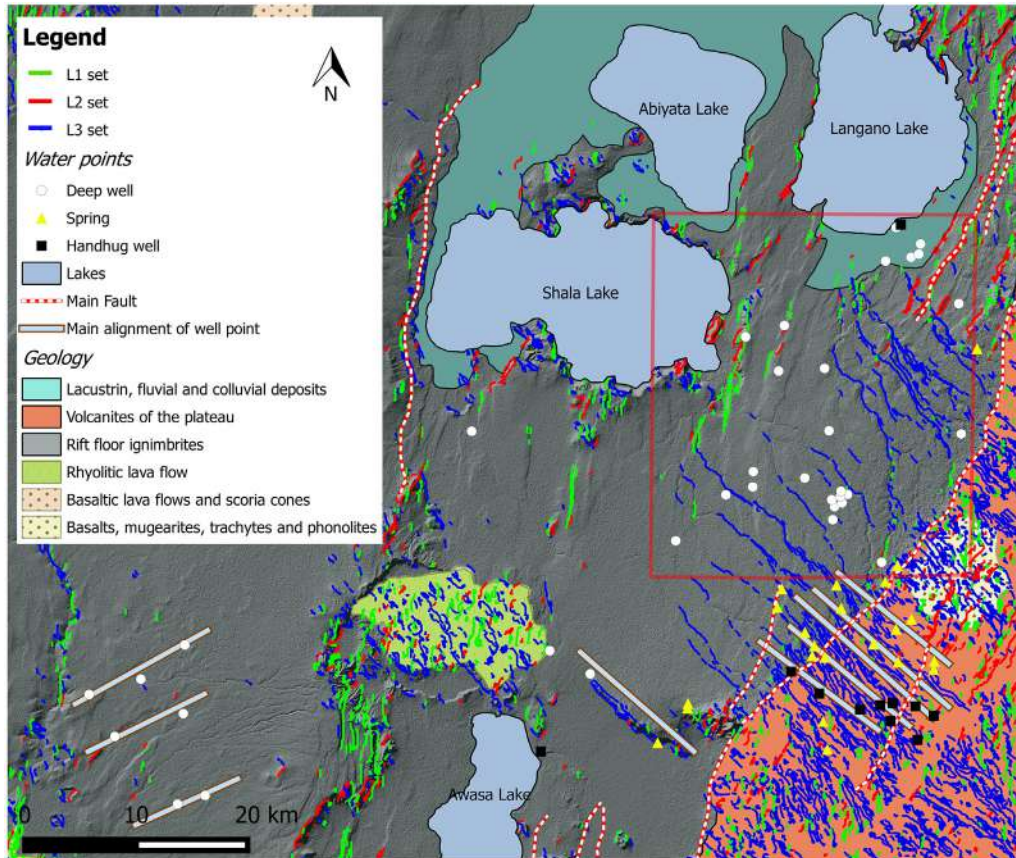 Legend
L1 set
L2 set
L3 set
N
Water points
Deep well
Spring
Handhug well
Lakes
Main Fault
Main alignment of well point
Geology
Lacustrin, fluvial and colluvial deposits
Volcanites of the plateau
Rift floor ignimbrites
Rhyolitic lava flow
Basaltic lava flows and scoria cones
Basalts, mugearites, trachytes and phonolites
Abiyata Lake
Langano Lake
Shala Lake
Awasa Lake
0 10 20 km